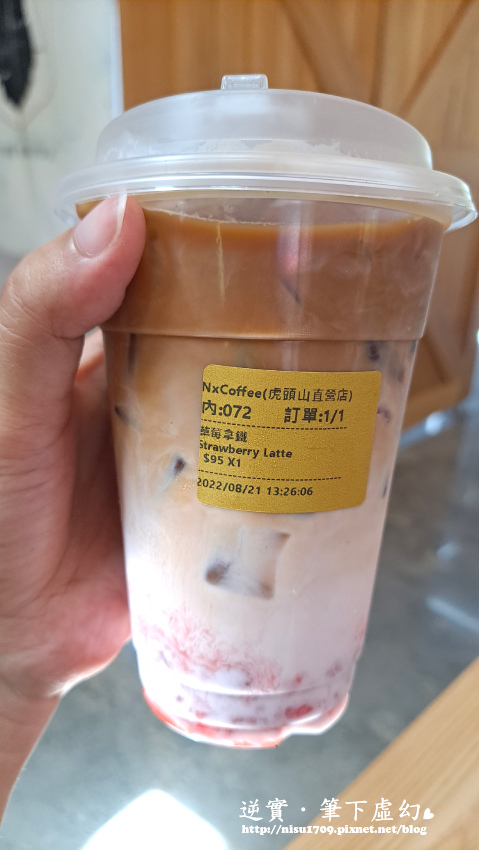 NxCoffee(虎頭山直營店)
內:072 訂單:1/1
草莓拿鐵
Strawberry Latte
$95 X1
2022/08/21 13:26:06
逆實·筆下虛幻
http://nisu1709.pixnet.net/blog